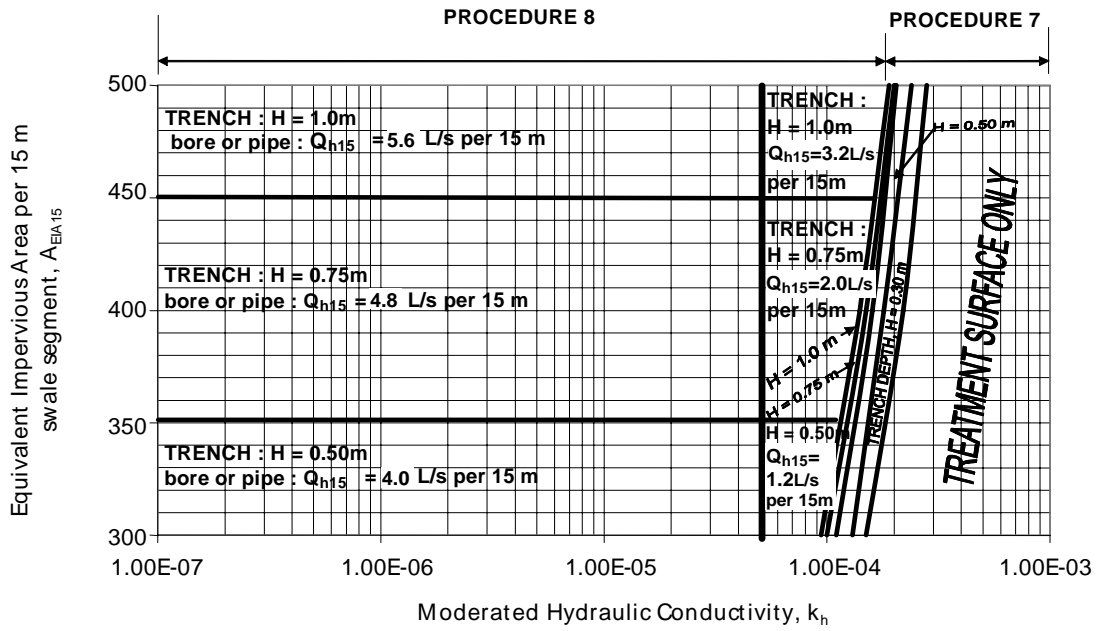 PROCEDURE 8
PROCEDURE 7
Equivalent Impervious Area per 15 m
swale segment, AEIA15
500
450
400
350
300
TRENCH : H = 1.0m
bore or pipe : Qh15 = 5.6 L/s per 15 m
TRENCH : H = 0.75m
bore or pipe : Qh15 = 4.8 L/s per 15 m
TRENCH : H = 0.50m
bore or pipe : Qh15 = 4.0 L/s per 15 m
TRENCH :
H = 1.0m
Qh15=3.2L/s
per 15m
TRENCH :
H = 0.75m
Qh15=2.0L/s
per 15m
H = 1.0 m
H = 0.75 m
H = 0.50m
Qh15=
1.2L/s
per 15m
H = 0.50 m
TRENCH DEPTH, H = 0.30 m
TREATMENT SURFACE ONLY
1.00E-07
1.00E-06
1.00E-05
1.00E-04
1.00E-03
Moderated Hydraulic Conductivity, kh